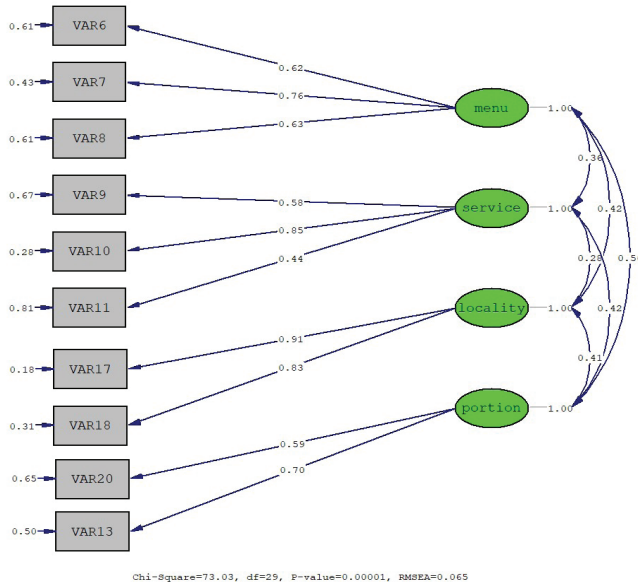 0.61 VAR6
0.62
0.43 VAR7
0.76
menu 1.00
0.61 VAR8
0.63
0.36
0.67 VAR9
0.58
service 1.00
0.42
0.85
0.28 VAR10
0.28
0.44
0.81 VAR11
locality 1.00
0.42
0.91
0.18 VAR17
0.41
0.83
portion 1.00
0.31 VAR18
0.59
0.65 VAR20
0.70
0.50 VAR13
Chi-Square=73.03, df=29, P-value=0.00001, RMSEA=0.065